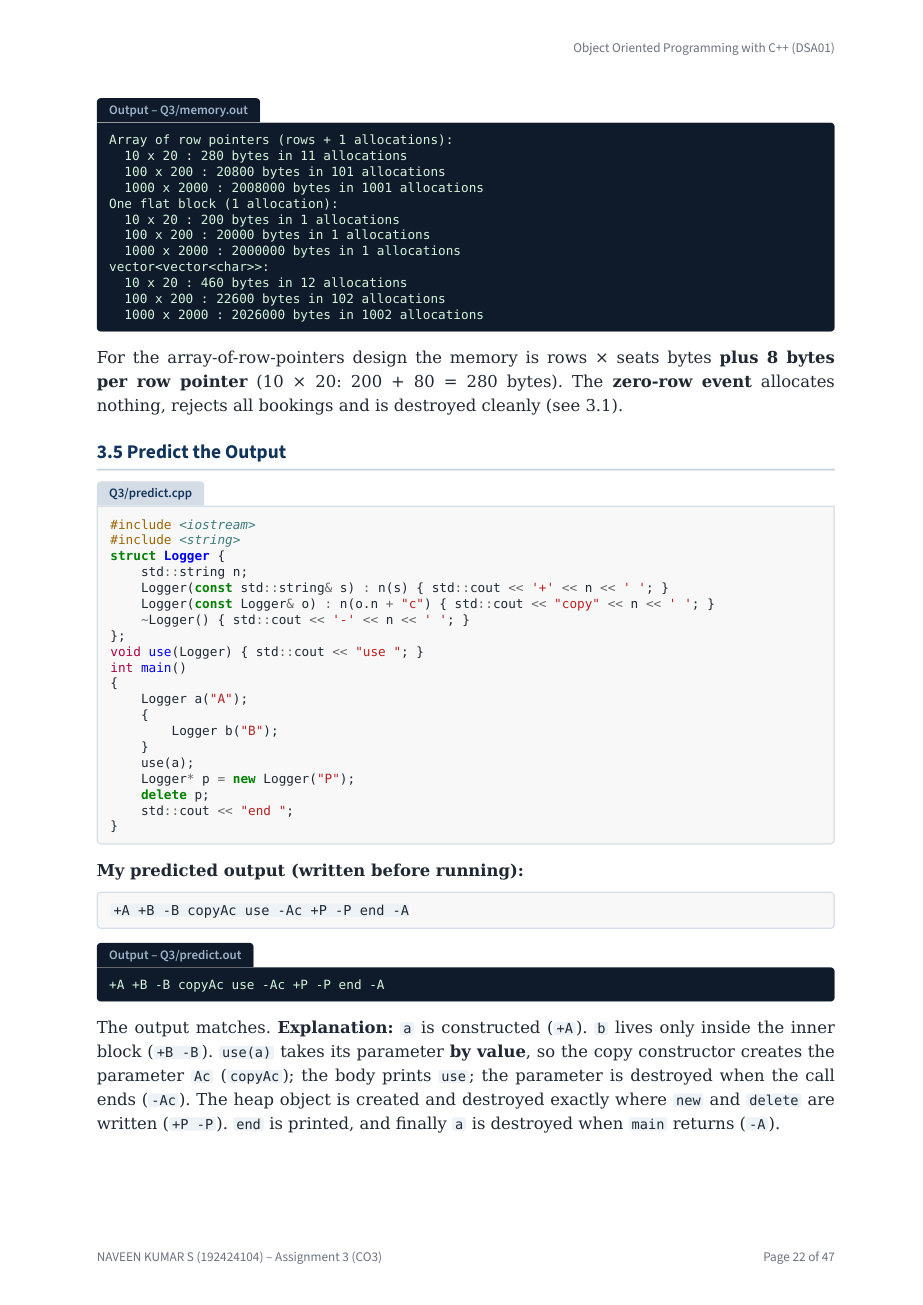 Object Oriented Programming with C++ (DSA01)
Output – Q3/memory.out
Array of row pointers (rows + 1 allocations):
  10 x 20 : 280 bytes in 11 allocations
  100 x 200 : 20800 bytes in 101 allocations
  1000 x 2000 : 2008000 bytes in 1001 allocations
One flat block (1 allocation):
  10 x 20 : 200 bytes in 1 allocations
  100 x 200 : 20000 bytes in 1 allocations
  1000 x 2000 : 2000000 bytes in 1 allocations
vector<vector<char>>:
  10 x 20 : 460 bytes in 12 allocations
  100 x 200 : 22600 bytes in 102 allocations
  1000 x 2000 : 2026000 bytes in 1002 allocations
For the array-of-row-pointers design the memory is rows × seats bytes plus 8 bytes
per row pointer (10 × 20: 200 + 80 = 280 bytes). The zero-row event allocates
nothing, rejects all bookings and is destroyed cleanly (see 3.1).
3.5 Predict the Output
Q3/predict.cpp
#include <iostream>
#include <string>
struct Logger {
    std::string n;
    Logger(const std::string& s) : n(s) { std::cout << '+' << n << ' '; }
    Logger(const Logger& o) : n(o.n + "c") { std::cout << "copy" << n << ' '; }
    ~Logger() { std::cout << '-' << n << ' '; }
};
void use(Logger) { std::cout << "use "; }
int main()
{
    Logger a("A");
    {
        Logger b("B");
    }
    use(a);
    Logger* p = new Logger("P");
    delete p;
    std::cout << "end ";
}
My predicted output (written before running):
+A +B -B copyAc use -Ac +P -P end -A
Output – Q3/predict.out
+A +B -B copyAc use -Ac +P -P end -A
The output matches. Explanation: a is constructed (+A). b lives only inside the inner
block (+B -B). use(a) takes its parameter by value, so the copy constructor creates the
parameter Ac (copyAc); the body prints use; the parameter is destroyed when the call
ends (-Ac). The heap object is created and destroyed exactly where new and delete are
written (+P -P). end is printed, and finally a is destroyed when main returns (-A).
NAVEEN KUMAR S (192424104) – Assignment 3 (CO3)
Page 22 of 47